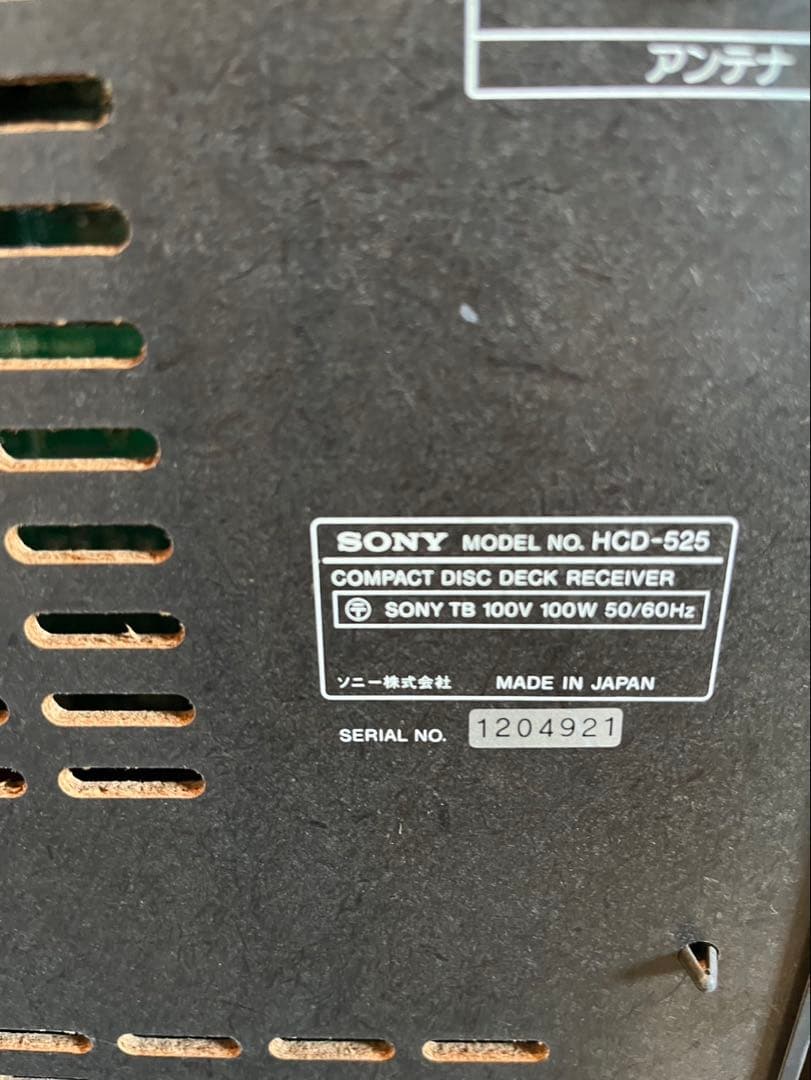 アンテナ
SONY MODEL NO. HCD-525
COMPACT DISC DECK RECEIVER
〶 SONY TB 100V 100W 50/60Hz
ソニー株式会社 MADE IN JAPAN
SERIAL NO. 1204921